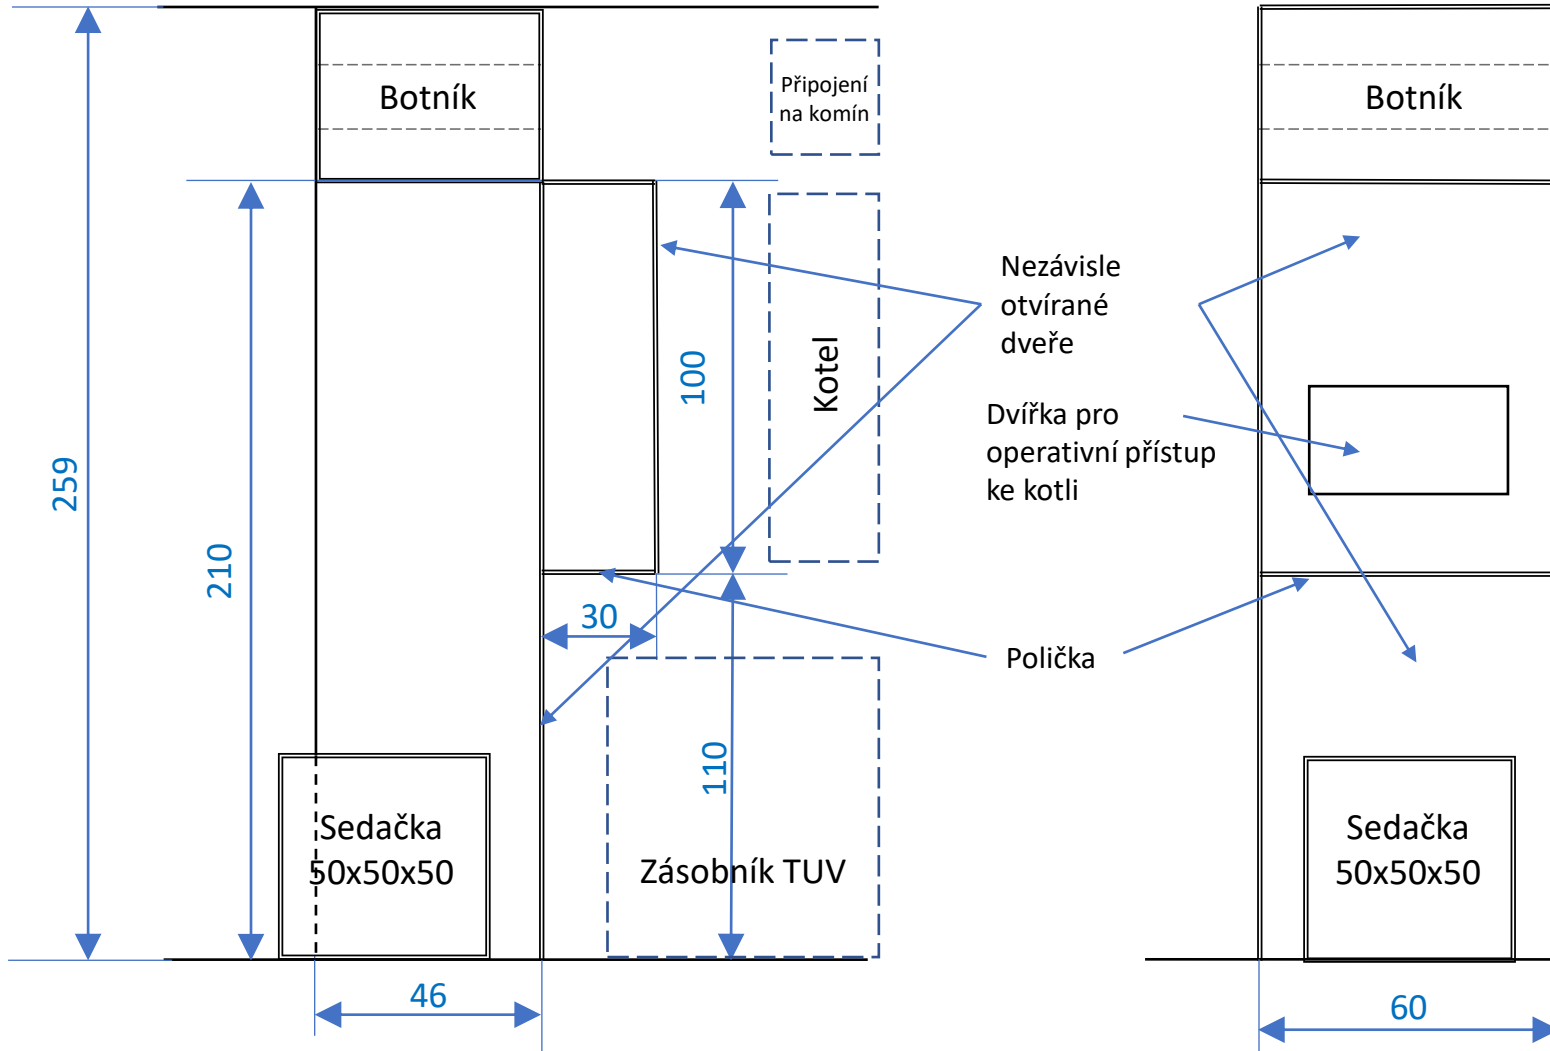 Botník
Připojení
na komín
Botník
Nezávisle
otvírané
dveře
Kotel
100
Dvířka pro
operativní přístup
ke kotli
259
210
30
Polička
110
Sedačka
50x50x50
Zásobník TUV
Sedačka
50x50x50
46
60